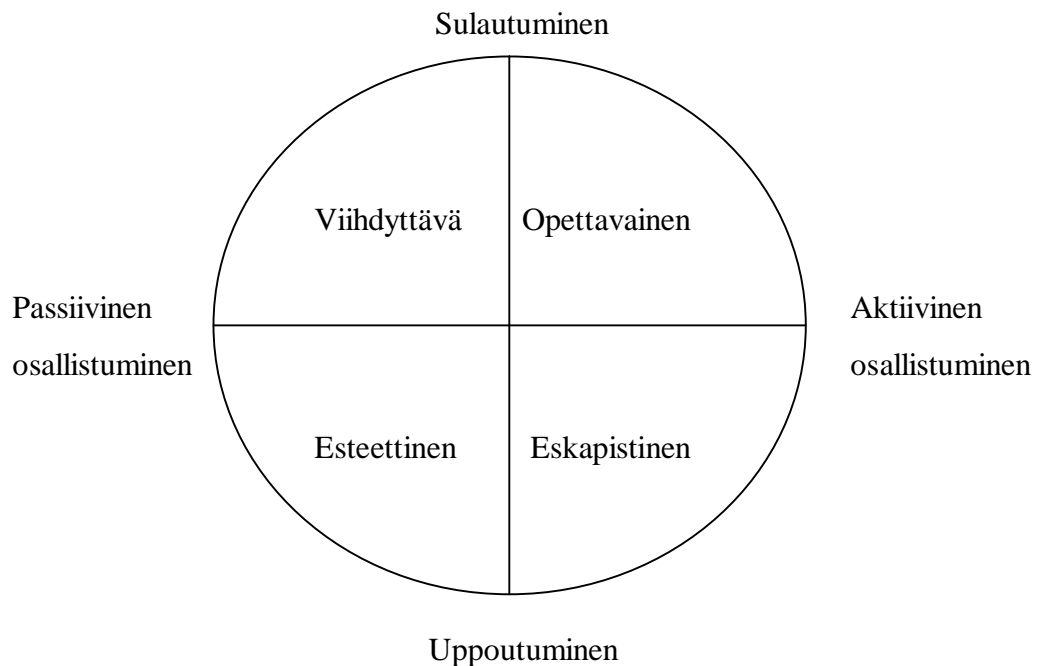 Sulautuminen
Viihdyttävä
Opettavainen
Passiivinen
osallistuminen
Aktiivinen
osallistuminen
Esteettinen
Eskapistinen
Uppoutuminen